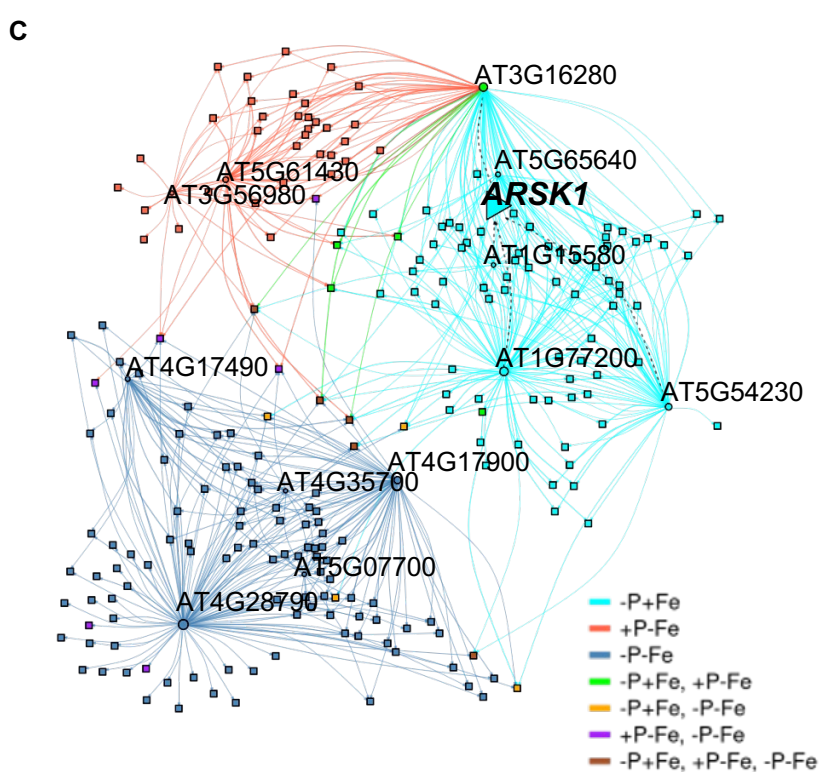 C
AT3G16280
AT5G65640
AT5G61430
AT3G56980
ARSK1
AT1G15580
AT4G17490
AT1G77200
AT5G54230
AT4G17900
AT4G35700
AT5G07700
AT4G28790
-P+Fe
+P-Fe
-P-Fe
-P+Fe, +P-Fe
-P+Fe, -P-Fe
+P-Fe, -P-Fe
-P+Fe, +P-Fe, -P-Fe